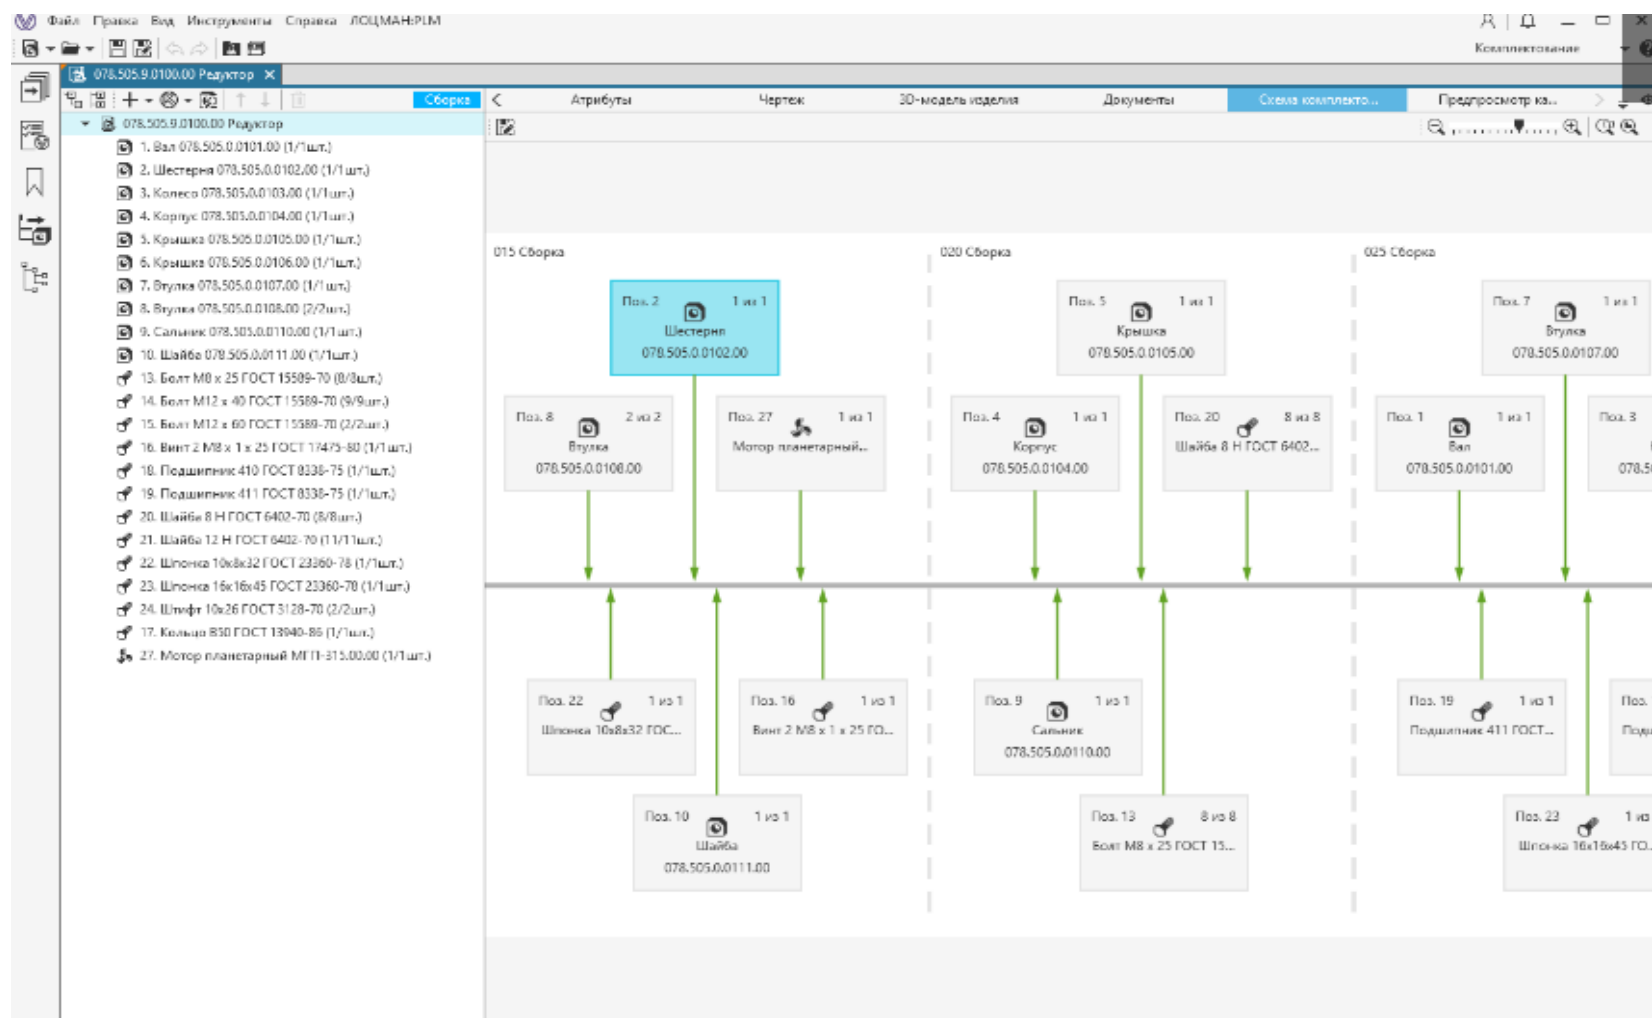 Файл Правка Вид Инструменты Справка ЛОЦМАН:PLM
Комплектование
078.505.9.0100.00 Редуктор
Сборка
Атрибуты Чертеж 3D-модель изделия Документы Схема комплекто... Предпросмотр ка...
078.505.9.0100.00 Редуктор
1. Вал 078.505.0.0101.00 (1/1шт.)
2. Шестерня 078.505.0.0102.00 (1/1шт.)
3. Колесо 078.505.0.0103.00 (1/1шт.)
4. Корпус 078.505.0.0104.00 (1/1шт.)
5. Крышка 078.505.0.0105.00 (1/1шт.)
6. Крышка 078.505.0.0106.00 (1/1шт.)
7. Втулка 078.505.0.0107.00 (1/1шт.)
8. Втулка 078.505.0.0108.00 (2/2шт.)
9. Сальник 078.505.0.0110.00 (1/1шт.)
10. Шайба 078.505.0.0111.00 (1/1шт.)
13. Болт М8 х 25 ГОСТ 15589-70 (8/8шт.)
14. Болт М12 х 40 ГОСТ 15589-70 (9/9шт.)
15. Болт М12 х 60 ГОСТ 15589-70 (2/2шт.)
16. Винт 2 М8 х 1 х 25 ГОСТ 17475-80 (1/1шт.)
18. Подшипник 410 ГОСТ 8338-75 (1/1шт.)
19. Подшипник 411 ГОСТ 8338-75 (1/1шт.)
20. Шайба 8 Н ГОСТ 6402-70 (8/8шт.)
21. Шайба 12 Н ГОСТ 6402-70 (11/11шт.)
22. Шпонка 10х8х32 ГОСТ 23360-78 (1/1шт.)
23. Шпонка 16х16х45 ГОСТ 23360-78 (1/1шт.)
24. Штифт 10х26 ГОСТ 3128-70 (2/2шт.)
17. Кольцо В50 ГОСТ 13940-86 (1/1шт.)
27. Мотор планетарный МГП-315.00.00 (1/1шт.)
015 Сборка 020 Сборка 025 Сборка
Поз. 2 1 из 1
Шестерня
078.505.0.0102.00
Поз. 5 1 из 1
Крышка
078.505.0.0105.00
Поз. 7 1 из 1
Втулка
078.505.0.0107.00
Поз. 8 2 из 2
Втулка
078.505.0.0108.00
Поз. 27 1 из 1
Мотор планетарный...
Поз. 4 1 из 1
Корпус
078.505.0.0104.00
Поз. 20 8 из 8
Шайба 8 Н ГОСТ 6402...
Поз. 1 1 из 1
Вал
078.505.0.0101.00
Поз. 3
078.5
Поз. 22 1 из 1
Шпонка 10х8х32 ГОС...
Поз. 16 1 из 1
Винт 2 М8 х 1 х 25 ГО...
Поз. 9 1 из 1
Сальник
078.505.0.0110.00
Поз. 19 1 из 1
Подшипник 411 ГОСТ...
Поз.
Поз. 10 1 из 1
Шайба
078.505.0.0111.00
Поз. 13 8 из 8
Болт М8 х 25 ГОСТ 15...
Поз. 23 1 из
Шпонка 16х16х45 ГО...